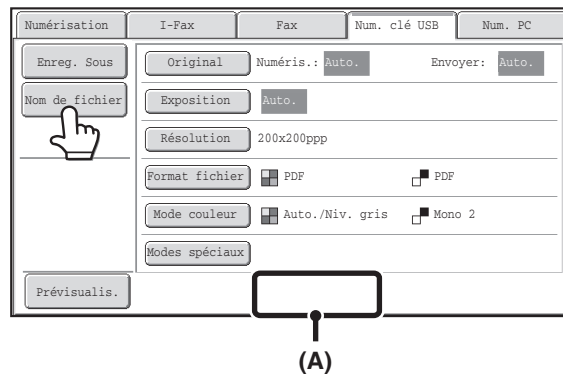 Numérisation I-Fax Fax Num. clé USB Num. PC
Enreg. Sous Original Numéris.: Auto. Envoyer: Auto.
Nom de fichier Exposition Auto.
Résolution 200x200ppp
Format fichier PDF PDF
Mode couleur Auto./Niv. gris Mono 2
Modes spéciaux
Prévisualis.
(A)